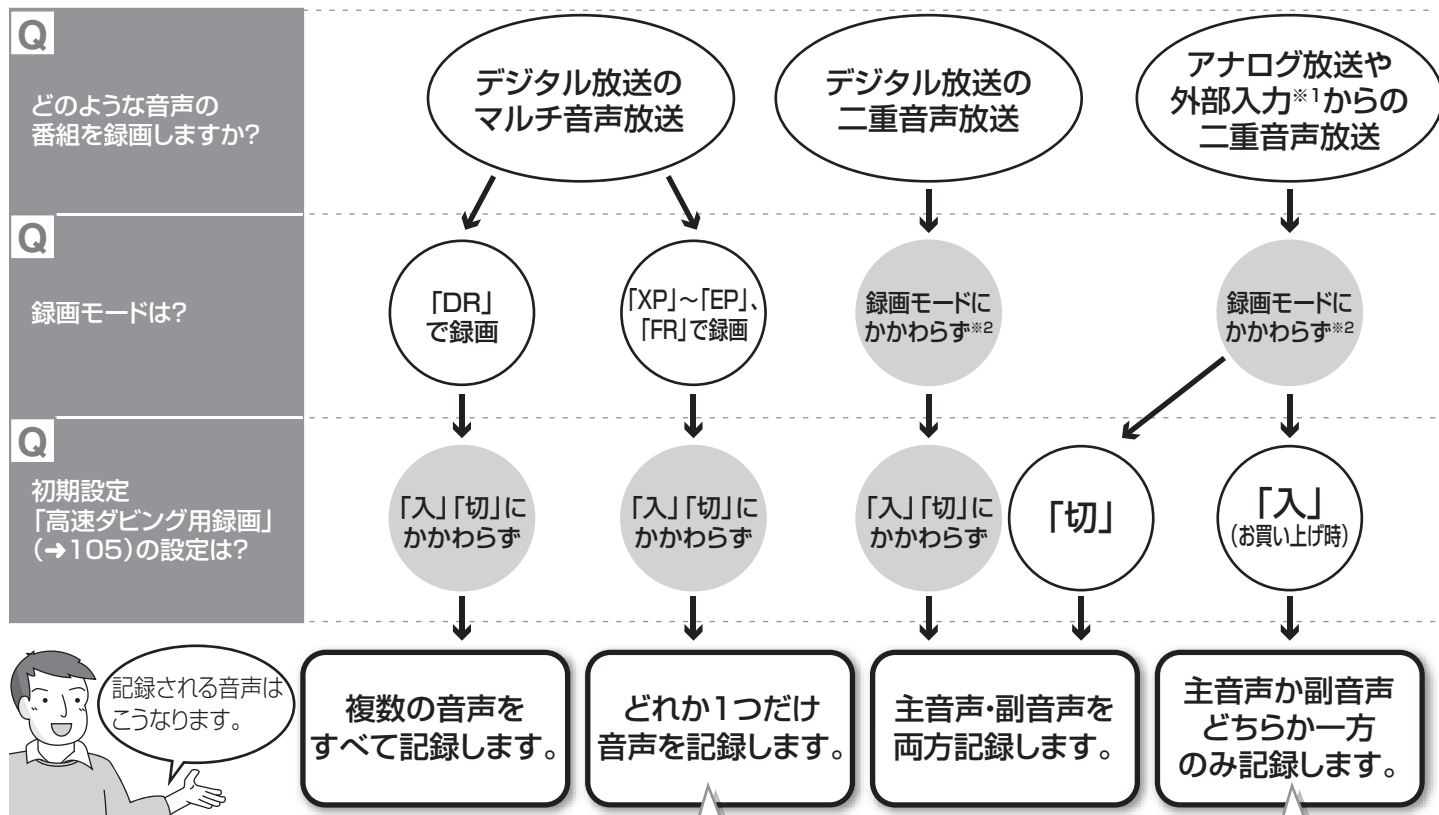 Q
どのような音声の
番組を録画しますか?
デジタル放送の
マルチ音声放送
デジタル放送の
二重音声放送
アナログ放送や
外部入力※1からの
二重音声放送
Q
録画モードは?
「DR」
で録画
「XP」～「EP」、
「FR」で録画
録画モードに
かかわらず※2
録画モードに
かかわらず※2
Q
初期設定
「高速ダビング用録画」
(➜105)の設定は?
「入」「切」に
かかわらず
「入」「切」に
かかわらず
「入」「切」に
かかわらず
「切」
「入」
(お買い上げ時)
記録される音声は
こうなります。
複数の音声を
すべて記録します。
どれか1つだけ
音声を記録します。
主音声・副音声を
両方記録します。
主音声か副音声
どちらか一方
のみ記録します。